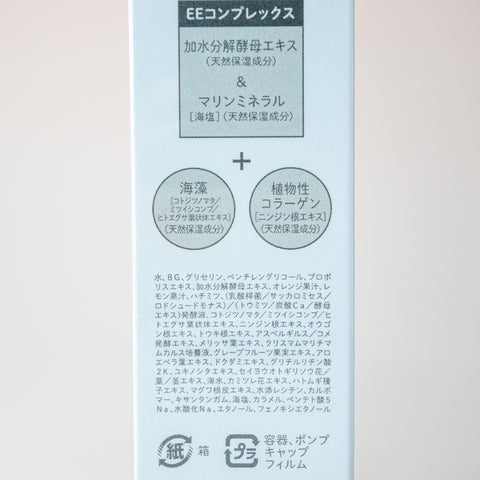 EEコンプレックス
加水分解酵母エキス
(天然保湿成分)
&
マリンミネラル
[海塩](天然保湿成分)
+
海藻
[コトジツノマタ/
ミツイシコンブ/
ヒトエグサ葉状体エキス]
(天然保湿成分)
植物性
コラーゲン
[ニンジン根エキス]
(天然保湿成分)
水、BG、グリセリン、ペンチレングリコール、プロポ
リスエキス、加水分解酵母エキス、オレンジ果汁、レ
モン果汁、ハチミツ、(乳酸桿菌/サッカロミセス/
ロドシュードモナス)/(トウミツ/炭酸Ca/酵母
エキス)発酵液、コトジツノマタ/ミツイシコンブ/ヒ
トエグサ葉状体エキス、ニンジン根エキス、オウゴン
根エキス、トウキ根エキス、アスペルギルス/コメ
発酵エキス、メリッサ葉エキス、クリスマムマリチマ
ムカルス培養液、グレープフルーツ果実エキス、アロ
エベラ葉エキス、ドクダミエキス、グリチルリチン酸
2K、ユキノシタエキス、セイヨウオトギリソウ花/
葉/茎エキス、海水、カミツレ花エキス、ハトムギ種
子エキス、マグワ根皮エキス、水添レシチン、カルボ
マー、キサンタンガム、海塩、カラメル、ペンテト酸5
Na、水酸化Na、エタノール、フェノキシエタノール
紙 箱
プラ 容器、ポンプ
キャップ
フィルム